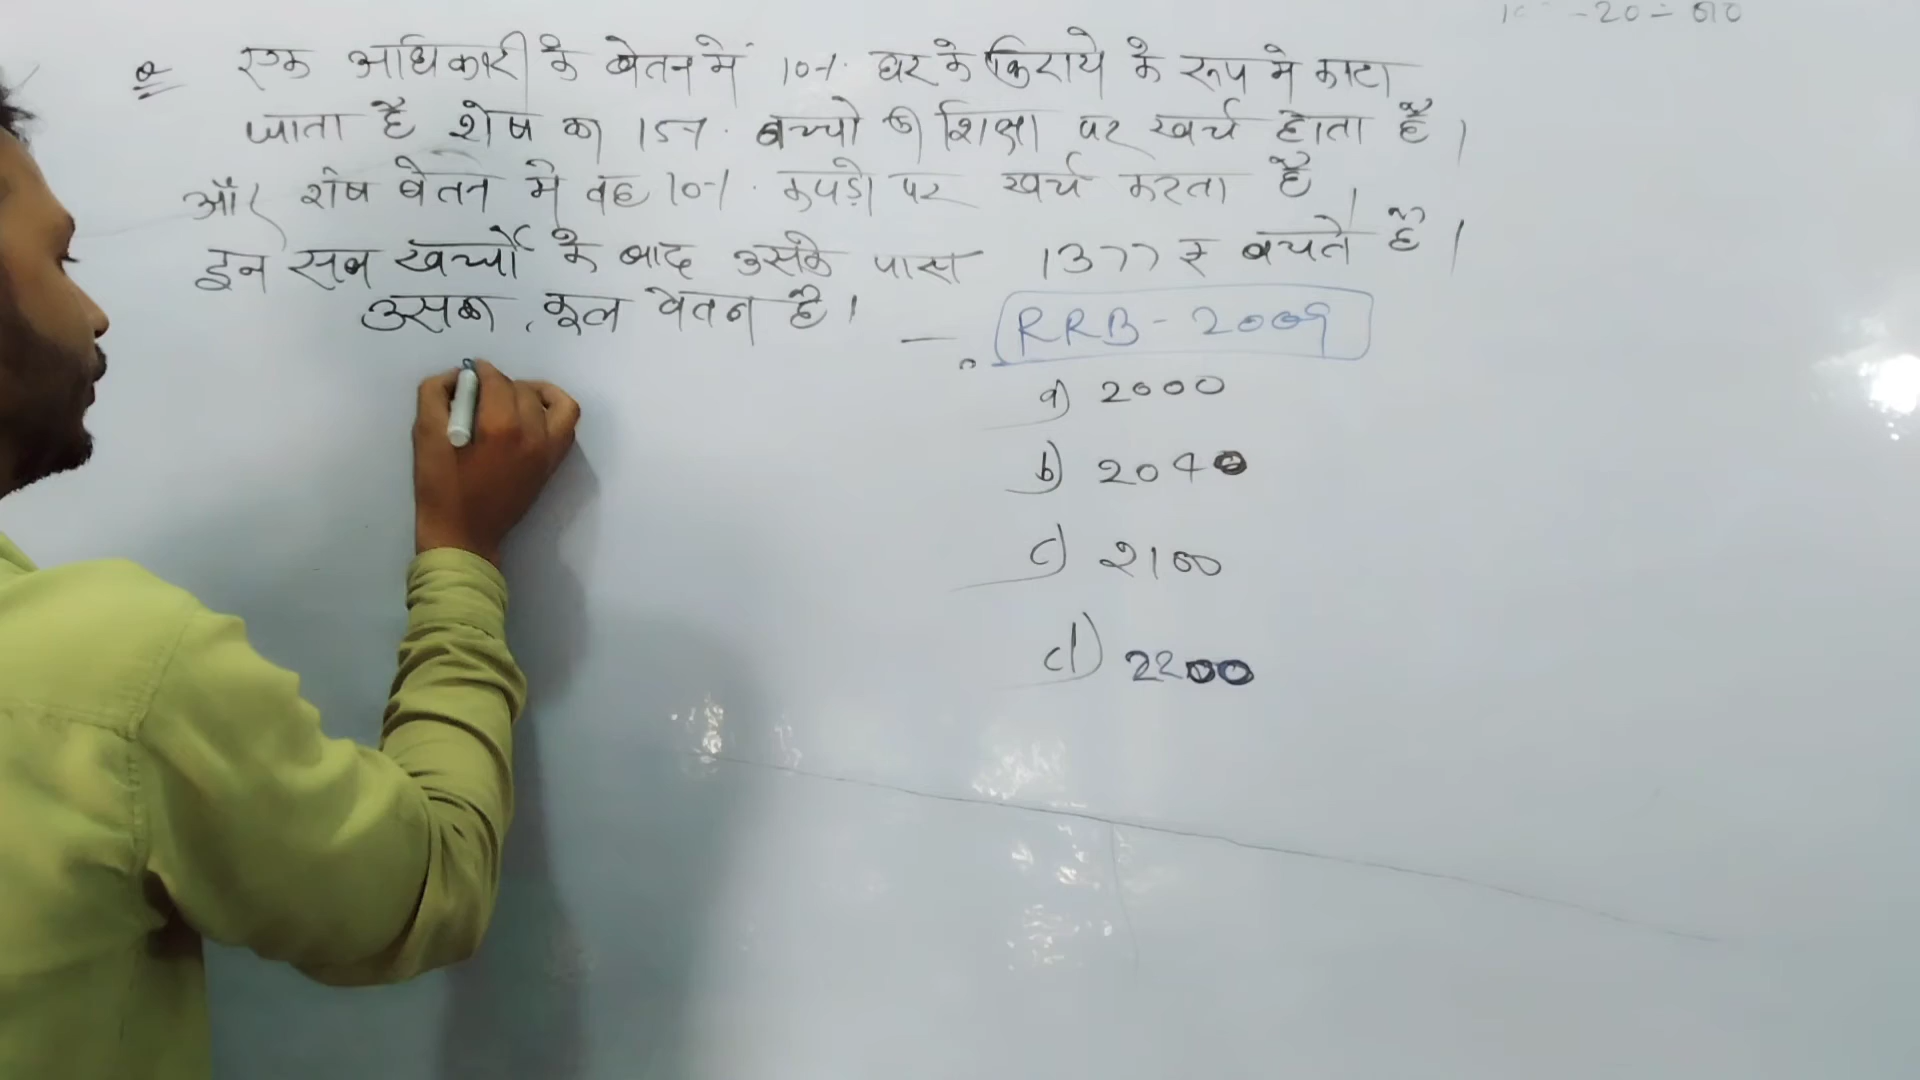 Q एक अधिकारी के बेतन में 10% घर के किराये के रूप मे काटा
जाता है शेष का 15% बच्चो की शिक्षा पर खर्च होता है।
और शेष बेतन मे वह 10% कपड़ो पर खर्च करता है।
इन सब खर्च्चो के बाद उसके पास 1377 रू बचते है।
उसका कुल वेतन है।
RRB - 2009
a) 2000
b) 2040
c) 2100
d) 2200